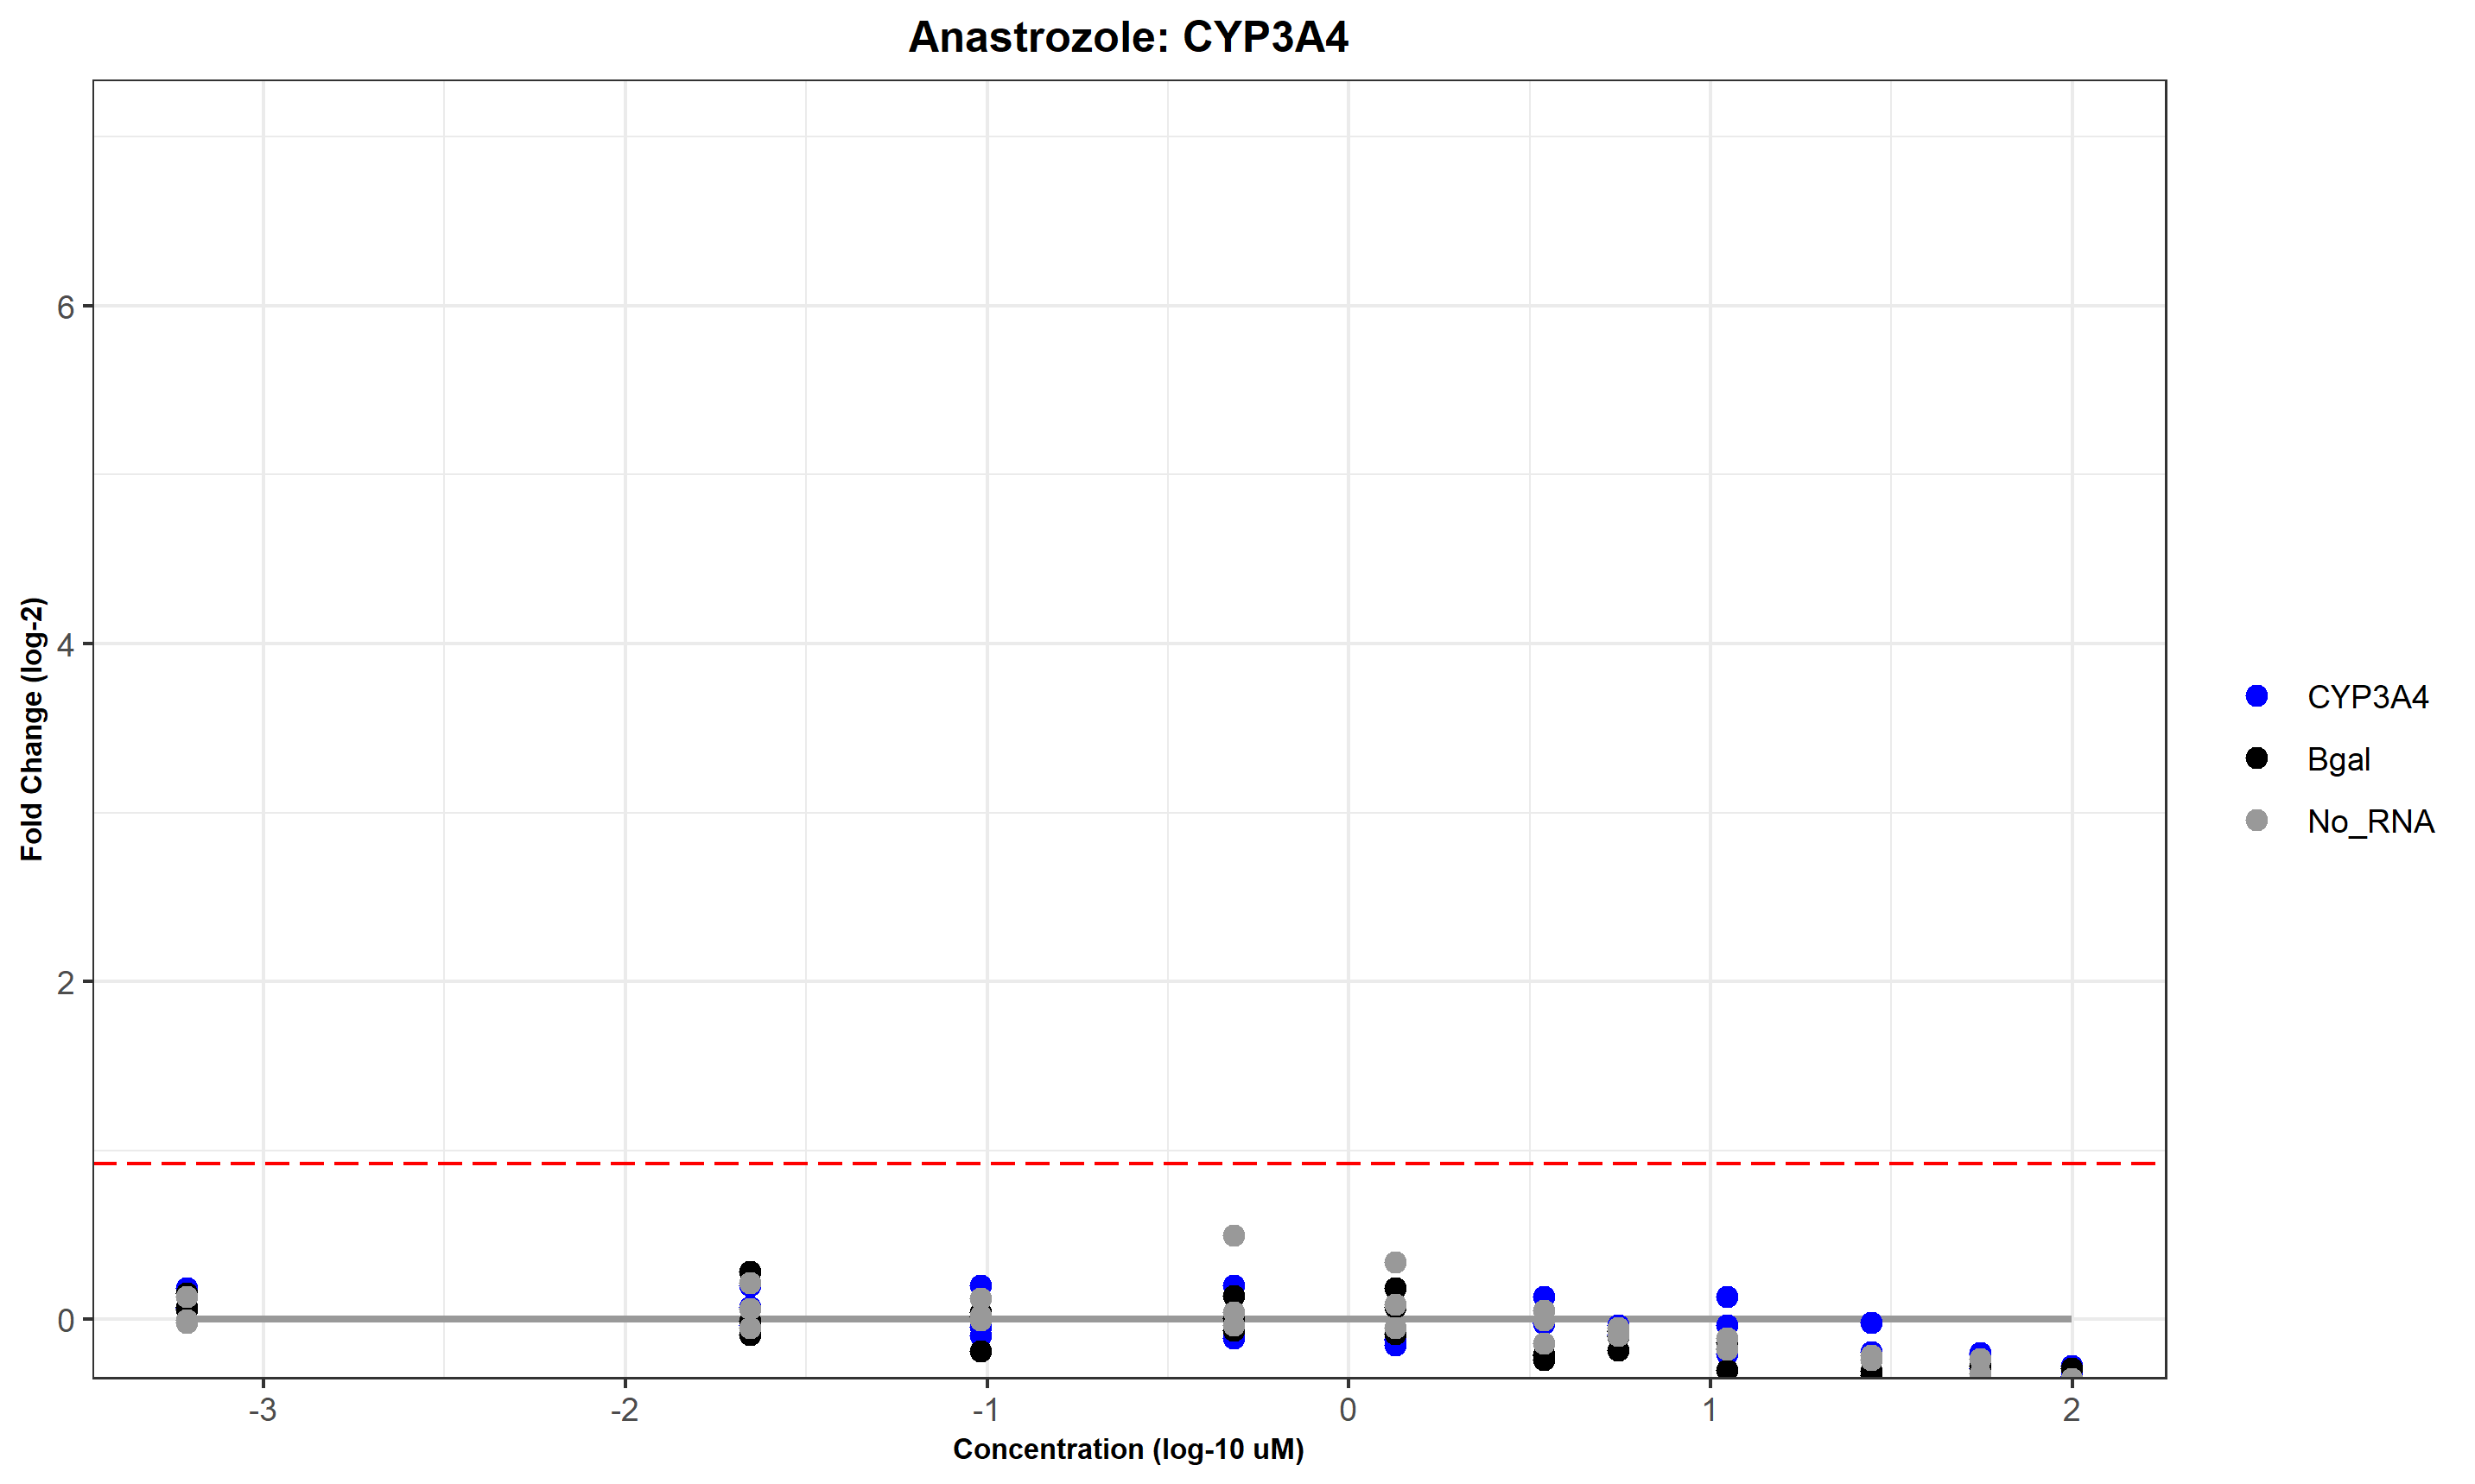 Anastrozole: CYP3A4
Fold Change (log-2)
6
4
2
0
-3
-2
-1
0
1
2
Concentration (log-10 uM)
CYP3A4
Bgal
No_RNA